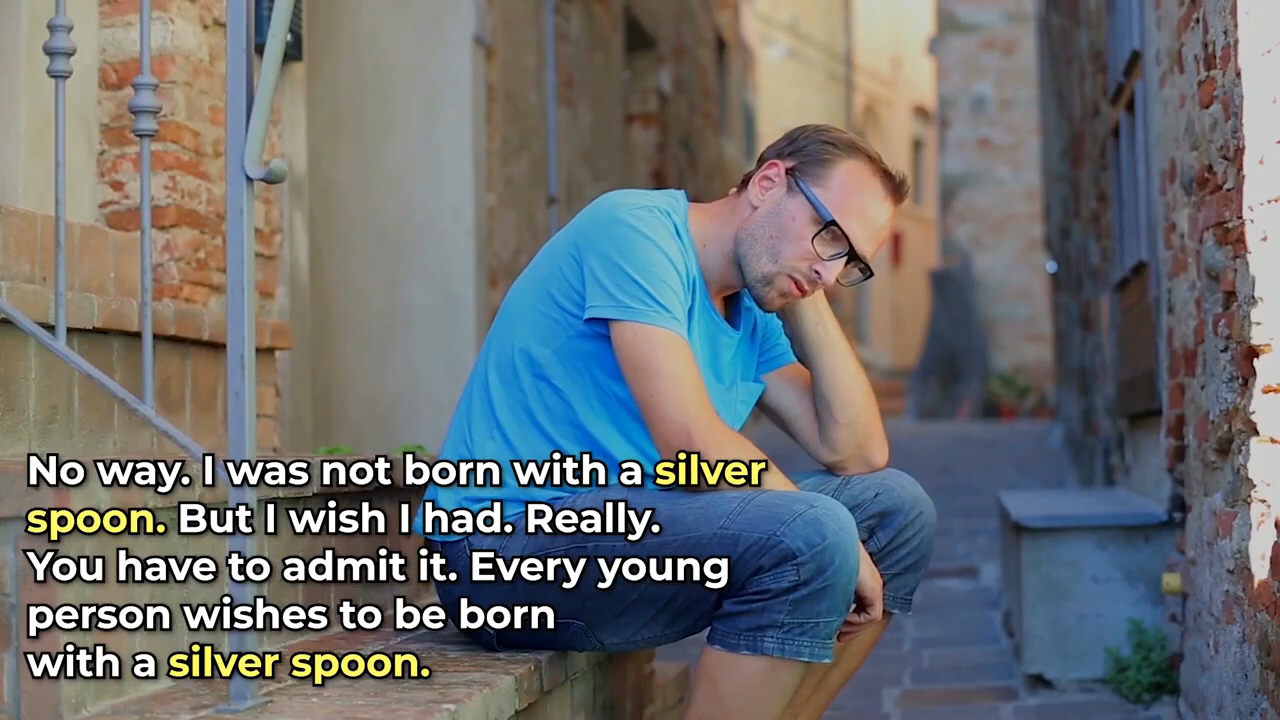 No way. I was not born with a silver
spoon. But I wish I had. Really.
You have to admit it. Every young
person wishes to be born
with a silver spoon.